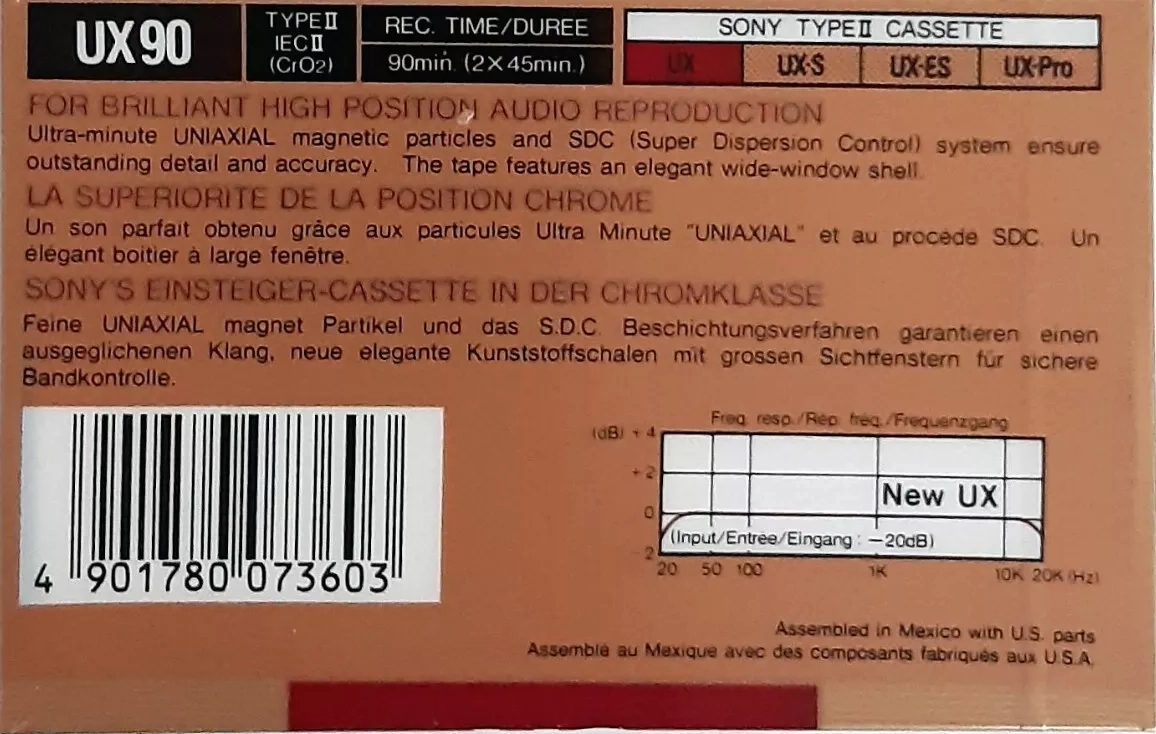 UX90
TYPE II
IEC II
(CrO2)
REC. TIME/DUREE
90min. (2×45min.)
SONY TYPE II CASSETTE
UX UX-S UX-ES UX-Pro
FOR BRILLIANT HIGH POSITION AUDIO REPRODUCTION
Ultra-minute UNIAXIAL magnetic particles and SDC (Super Dispersion Control) system ensure
outstanding detail and accuracy. The tape features an elegant wide-window shell.
LA SUPERIORITE DE LA POSITION CHROME
Un son parfait obtenu grâce aux particules Ultra Minute "UNIAXIAL" et au procédé SDC. Un
élégant boitier à large fenêtre.
SONY'S EINSTEIGER-CASSETTE IN DER CHROMKLASSE
Feine UNIAXIAL magnet Partikel und das S.D.C. Beschichtungsverfahren garantieren einen
ausgeglichenen Klang, neue elegante Kunststoffschalen mit grossen Sichtfenstern für sichere
Bandkontrolle.
4 901780 073603
Freq. resp./Rép. fréq./Frequenzgang
(dB) +4
+2
New UX
0
(Input/Entrée/Eingang : −20dB)
2
20 50 100 1K 10K 20K (Hz)
Assembled in Mexico with U.S. parts
Assemblé au Mexique avec des composants fabriqués aux U.S.A.